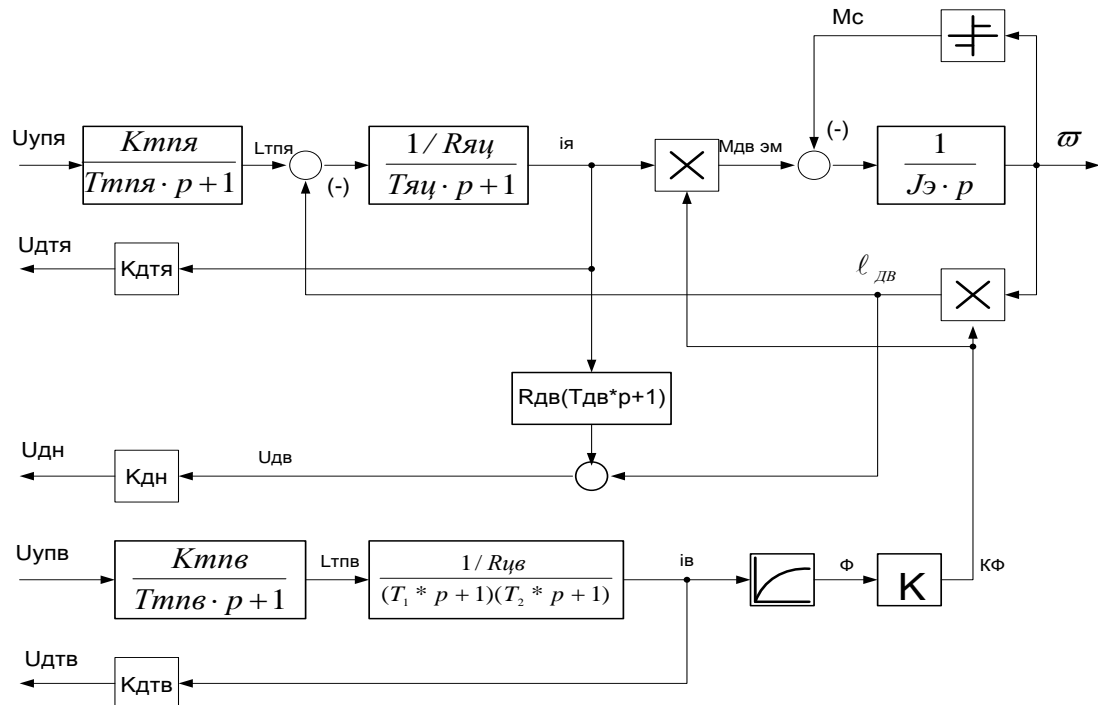 Mc
Uупя
Kтпя
Tтпя · p + 1
Lтпя
(-)
1 / Rяц
Tяц · p + 1
iя
Mдв эм
(-)
1
Jэ · p
ϖ
Uдтя
Kдтя
ℓ ДВ
Rдв(Tдв*p+1)
Uдн
Kдн
Uдв
Uупв
Kтпв
Tтпв · p + 1
Lтпв
1 / Rцв
(T₁ * p + 1)(T₂ * p + 1)
iв
Ф
K
КФ
Uдтв
Kдтв